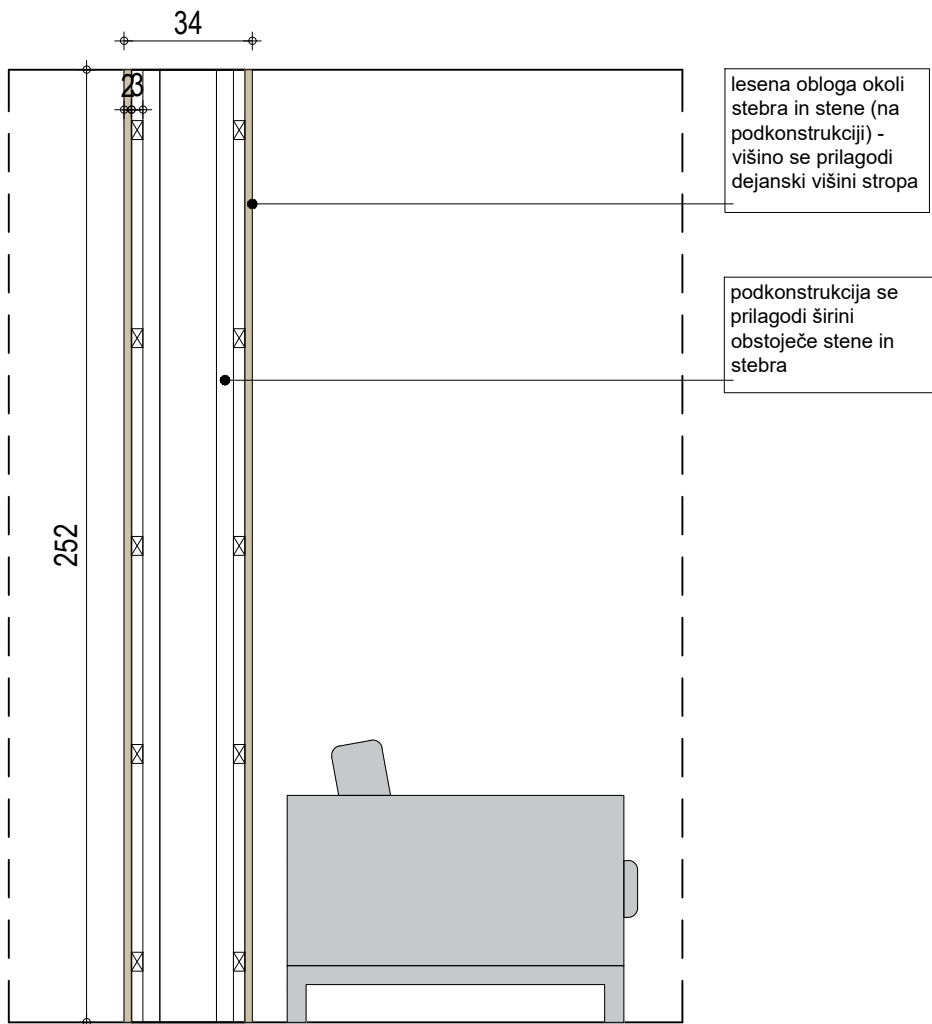 34
23
lesena obloga okoli
stebra in stene (na
podkonstrukciji) -
višino se prilagodi
dejanski višini stropa
podkonstrukcija se
prilagodi širini
obstoječe stene in
stebra
252